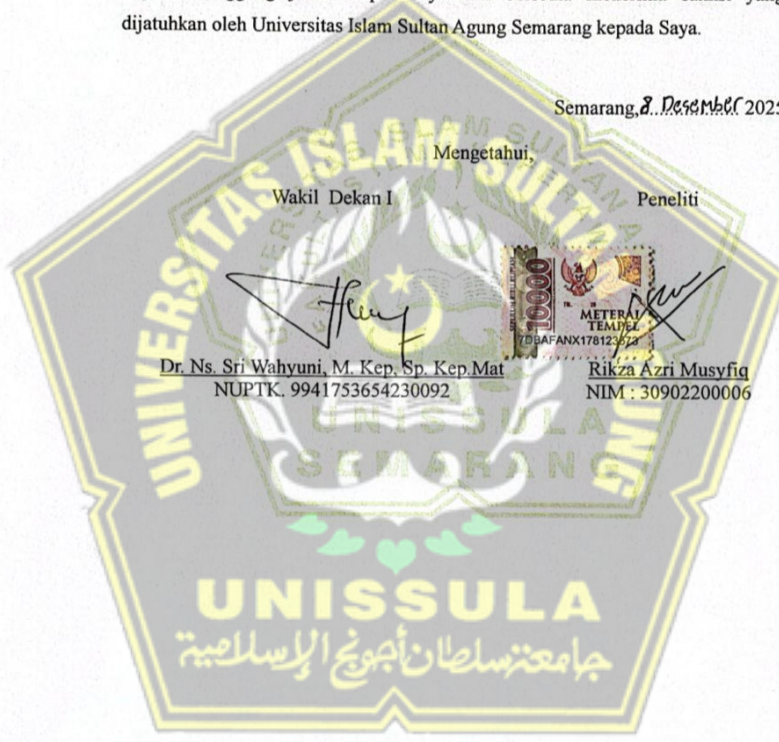 dijatuhkan oleh Universitas Islam Sultan Agung Semarang kepada Saya.
Semarang, 8 Desember 2025
Mengetahui,
Wakil Dekan I
Peneliti
10000
METERAI
TEMPEL
Dr. Ns. Sri Wahyuni, M. Kep. Sp. Kep.Mat
NUPTK. 9941753654230092
Rikza Azri Musyfiq
NIM : 30902200006
UNIVERSITAS ISLAM SULTAN AGUNG
UNISSULA
SEMARANG
UNISSULA
جامعة سلطان أجونج الإسلامية